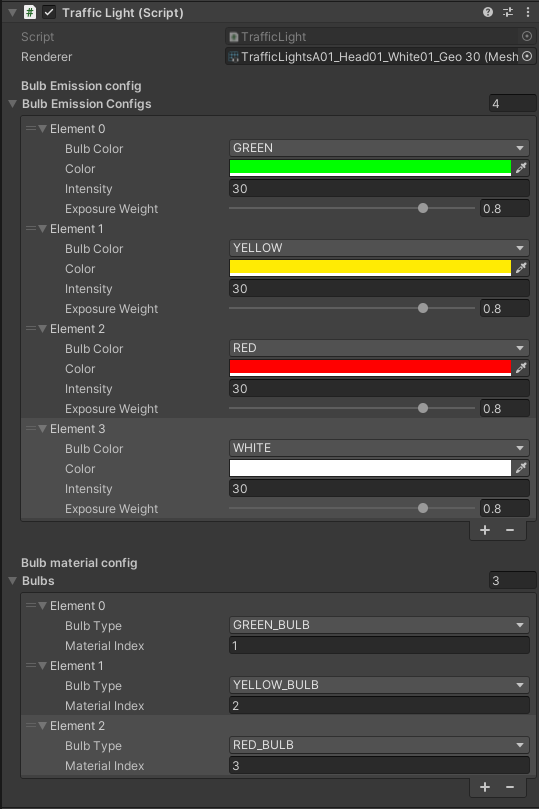 # Traffic Light (Script)
Script TrafficLight
Renderer TrafficLightsA01_Head01_White01_Geo 30 (Mesh
Bulb Emission config
Bulb Emission Configs 4
Element 0
Bulb Color GREEN
Color
Intensity 30
Exposure Weight 0.8
Element 1
Bulb Color YELLOW
Color
Intensity 30
Exposure Weight 0.8
Element 2
Bulb Color RED
Color
Intensity 30
Exposure Weight 0.8
Element 3
Bulb Color WHITE
Color
Intensity 30
Exposure Weight 0.8
+ −
Bulb material config
Bulbs 3
Element 0
Bulb Type GREEN_BULB
Material Index 1
Element 1
Bulb Type YELLOW_BULB
Material Index 2
Element 2
Bulb Type RED_BULB
Material Index 3
+ −